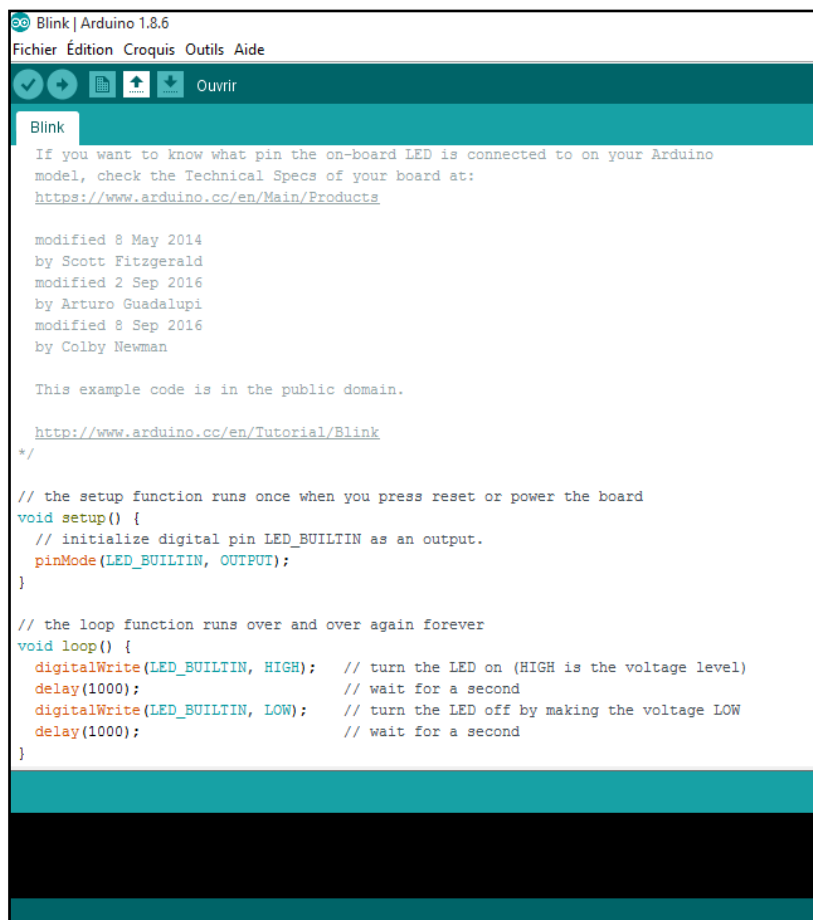 Blink | Arduino 1.8.6
Fichier Édition Croquis Outils Aide
Ouvrir
Blink
If you want to know what pin the on-board LED is connected to on your Arduino
model, check the Technical Specs of your board at:
https://www.arduino.cc/en/Main/Products
modified 8 May 2014
by Scott Fitzgerald
modified 2 Sep 2016
by Arturo Guadalupi
modified 8 Sep 2016
by Colby Newman
This example code is in the public domain.
http://www.arduino.cc/en/Tutorial/Blink
*/
// the setup function runs once when you press reset or power the board
void setup() {
// initialize digital pin LED_BUILTIN as an output.
pinMode(LED_BUILTIN, OUTPUT);
}
// the loop function runs over and over again forever
void loop() {
digitalWrite(LED_BUILTIN, HIGH);   // turn the LED on (HIGH is the voltage level)
delay(1000);                       // wait for a second
digitalWrite(LED_BUILTIN, LOW);    // turn the LED off by making the voltage LOW
delay(1000);                       // wait for a second
}